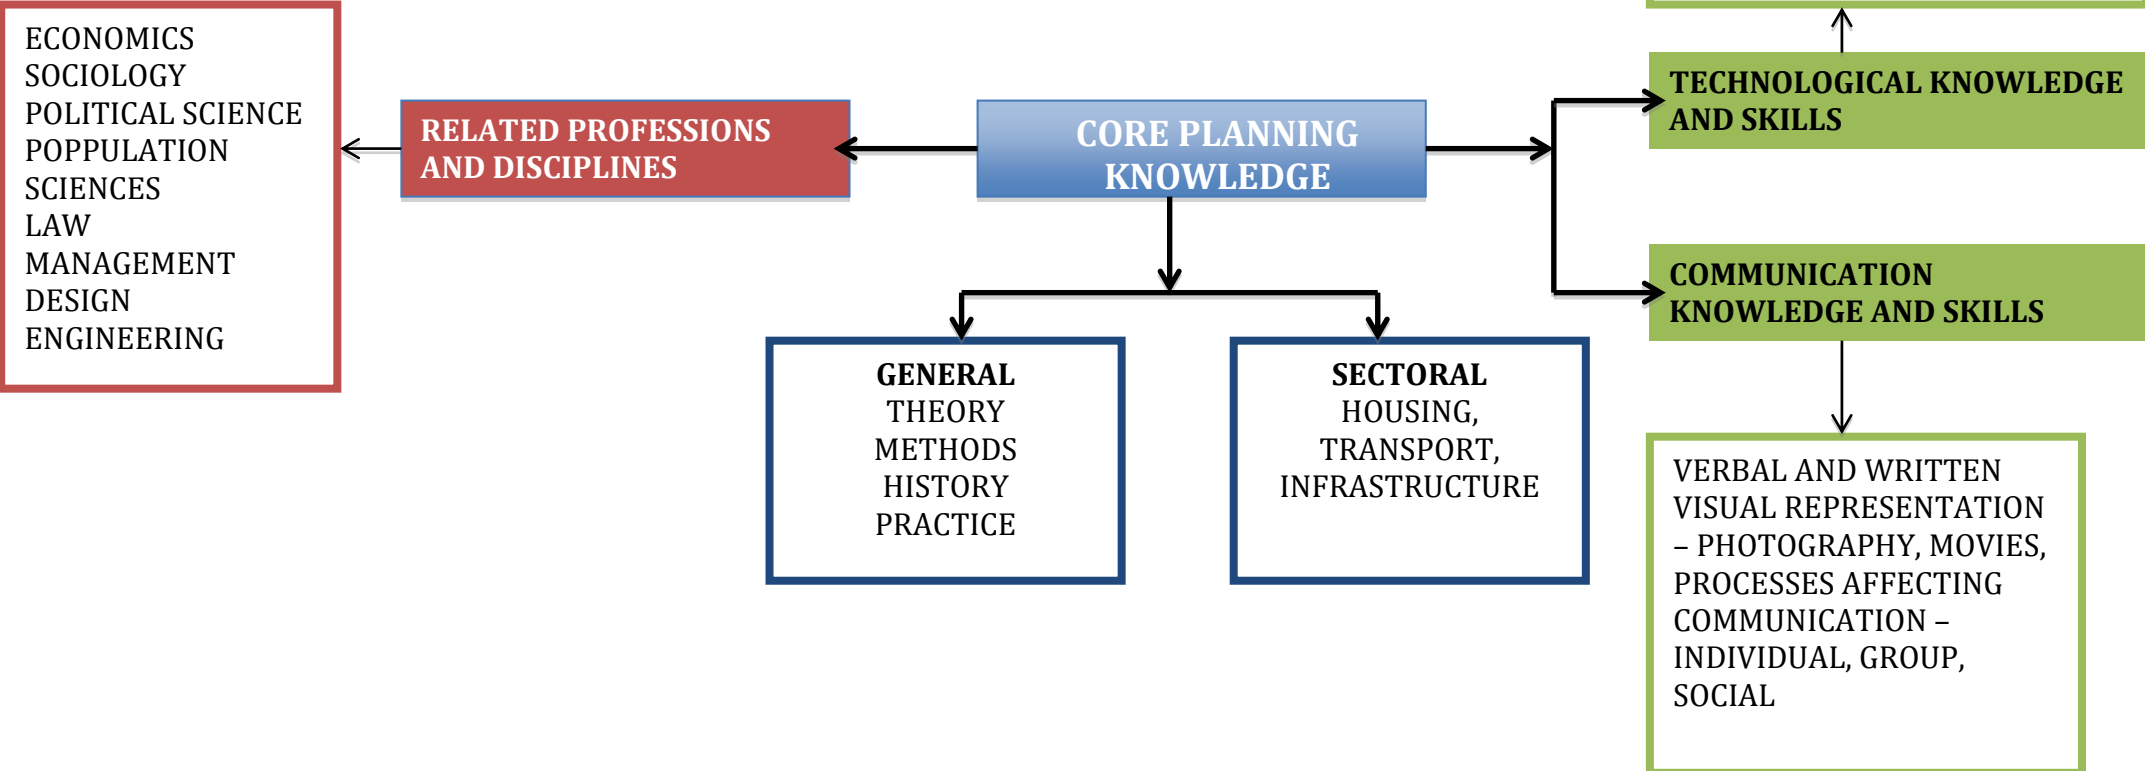 ECONOMICS
SOCIOLOGY
POLITICAL SCIENCE
POPPULATION
SCIENCES
LAW
MANAGEMENT
DESIGN
ENGINEERING
RELATED PROFESSIONS
AND DISCIPLINES
CORE PLANNING
KNOWLEDGE
TECHNOLOGICAL KNOWLEDGE
AND SKILLS
COMMUNICATION
KNOWLEDGE AND SKILLS
GENERAL
THEORY
METHODS
HISTORY
PRACTICE
SECTORAL
HOUSING,
TRANSPORT,
INFRASTRUCTURE
VERBAL AND WRITTEN
VISUAL REPRESENTATION
– PHOTOGRAPHY, MOVIES,
PROCESSES AFFECTING
COMMUNICATION –
INDIVIDUAL, GROUP,
SOCIAL